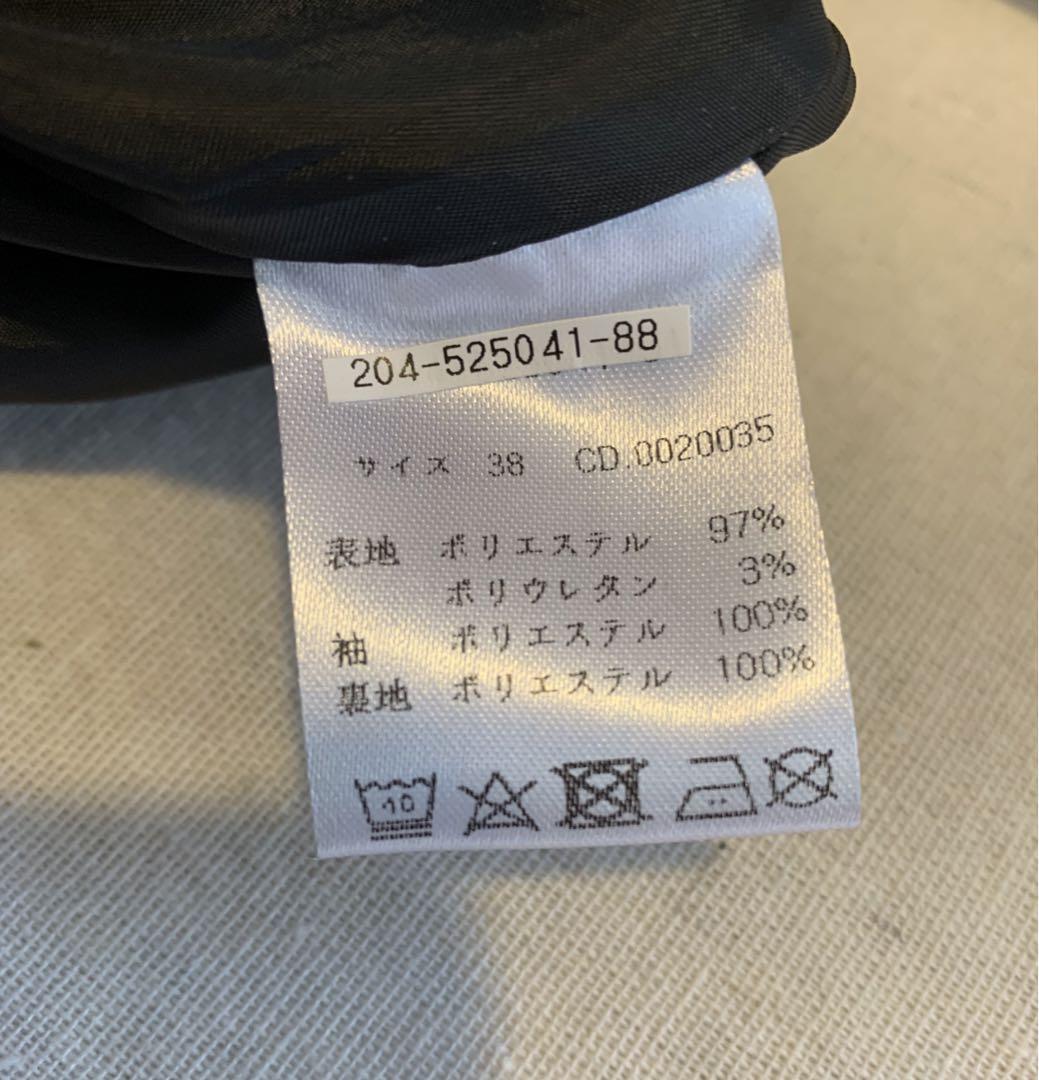 204-525041-88
サイズ 38 CD.0020035
表地 ポリエステル 97%
ポリウレタン 3%
袖 ポリエステル 100%
裏地 ポリエステル 100%
40